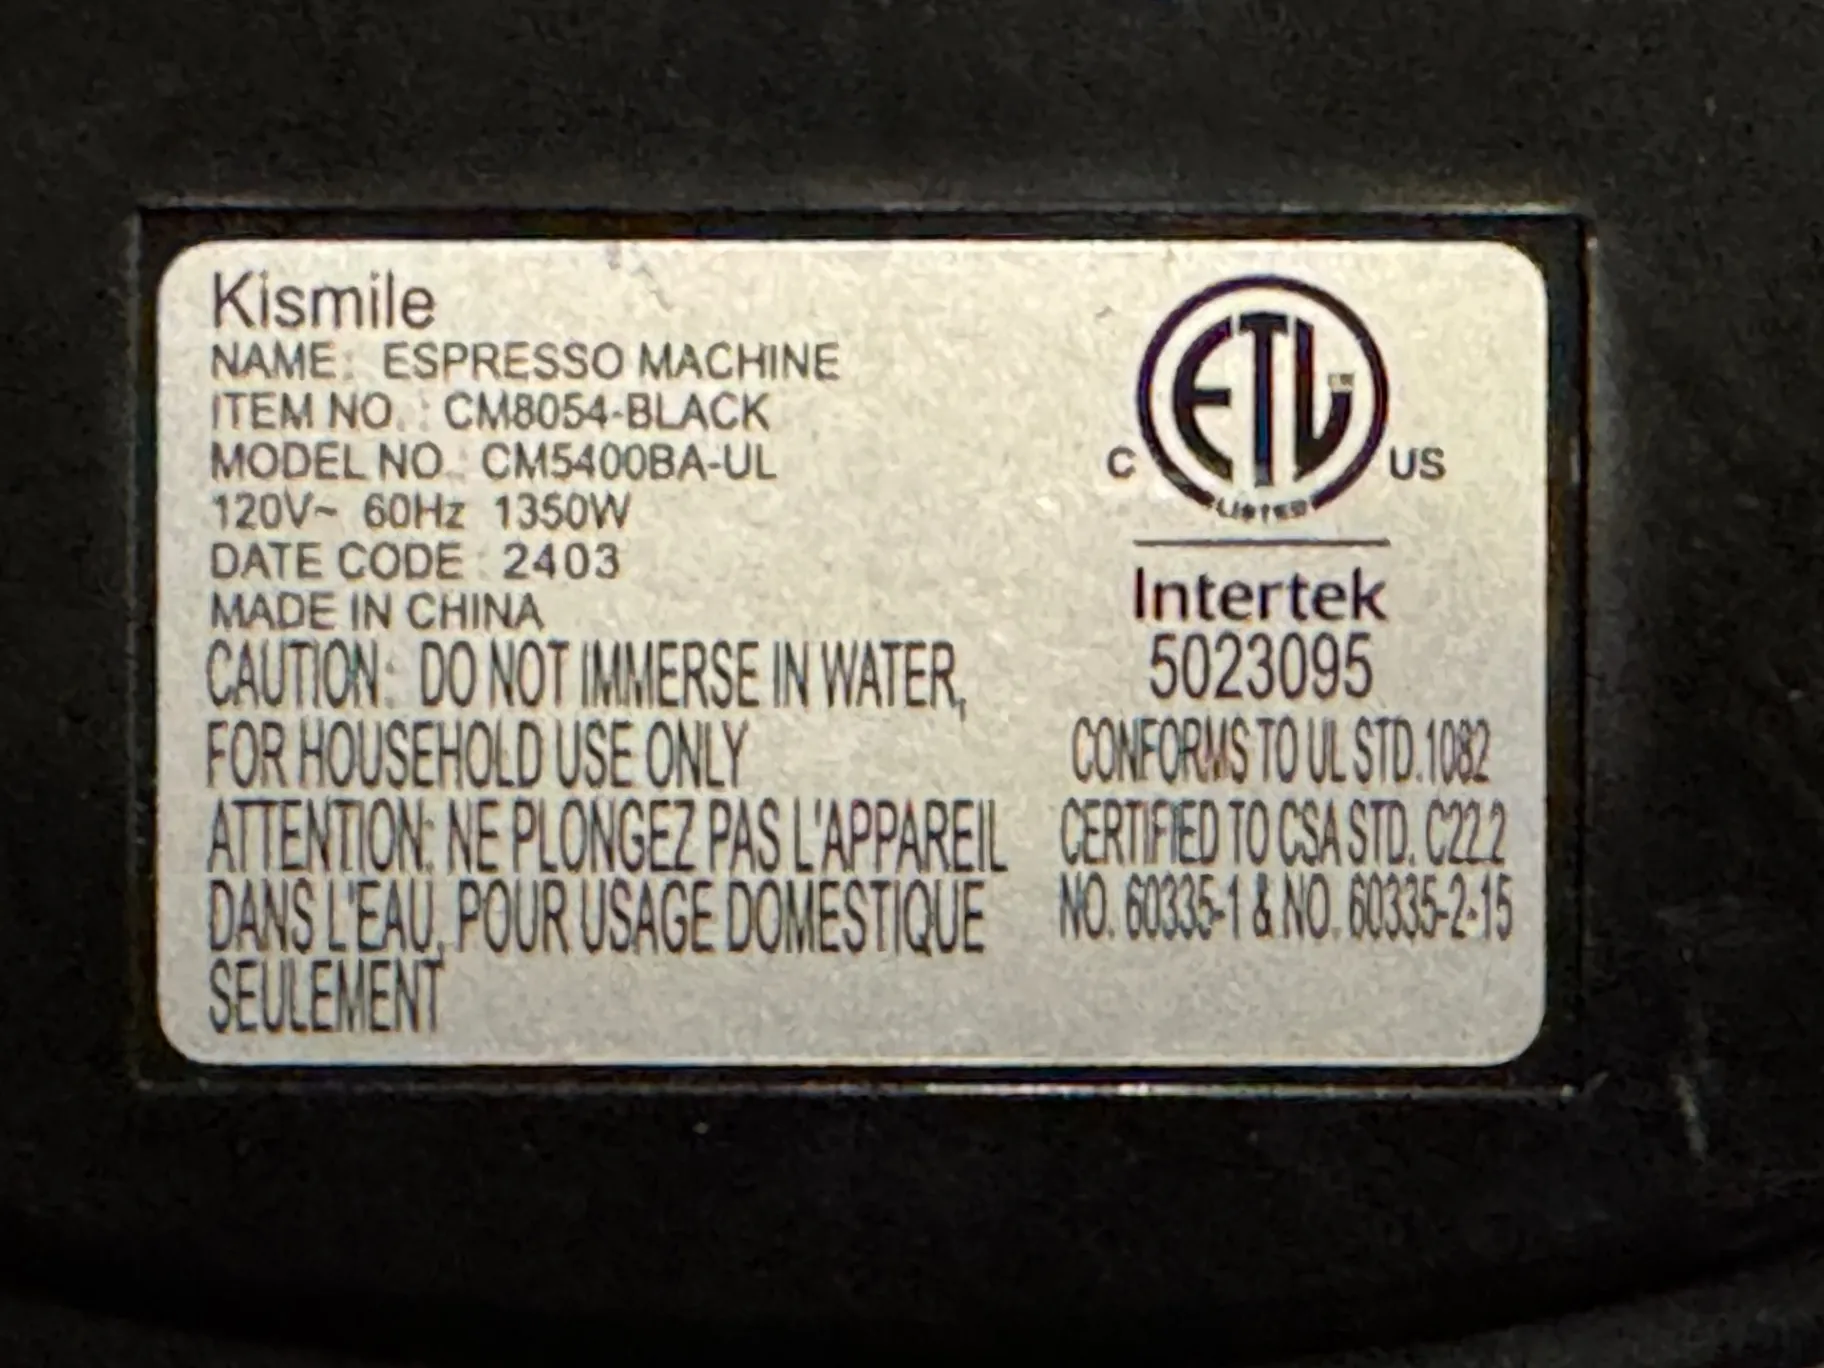 Kismile
NAME: ESPRESSO MACHINE
ITEM NO. : CM8054-BLACK
MODEL NO. : CM5400BA-UL
120V~ 60Hz 1350W
DATE CODE : 2403
MADE IN CHINA
CAUTION: DO NOT IMMERSE IN WATER,
FOR HOUSEHOLD USE ONLY
ATTENTION: NE PLONGEZ PAS L'APPAREIL
DANS L'EAU, POUR USAGE DOMESTIQUE
SEULEMENT
ETL
C US
LISTED
Intertek
5023095
CONFORMS TO UL STD.1082
CERTIFIED TO CSA STD. C22.2
NO. 60335-1 & NO. 60335-2-15